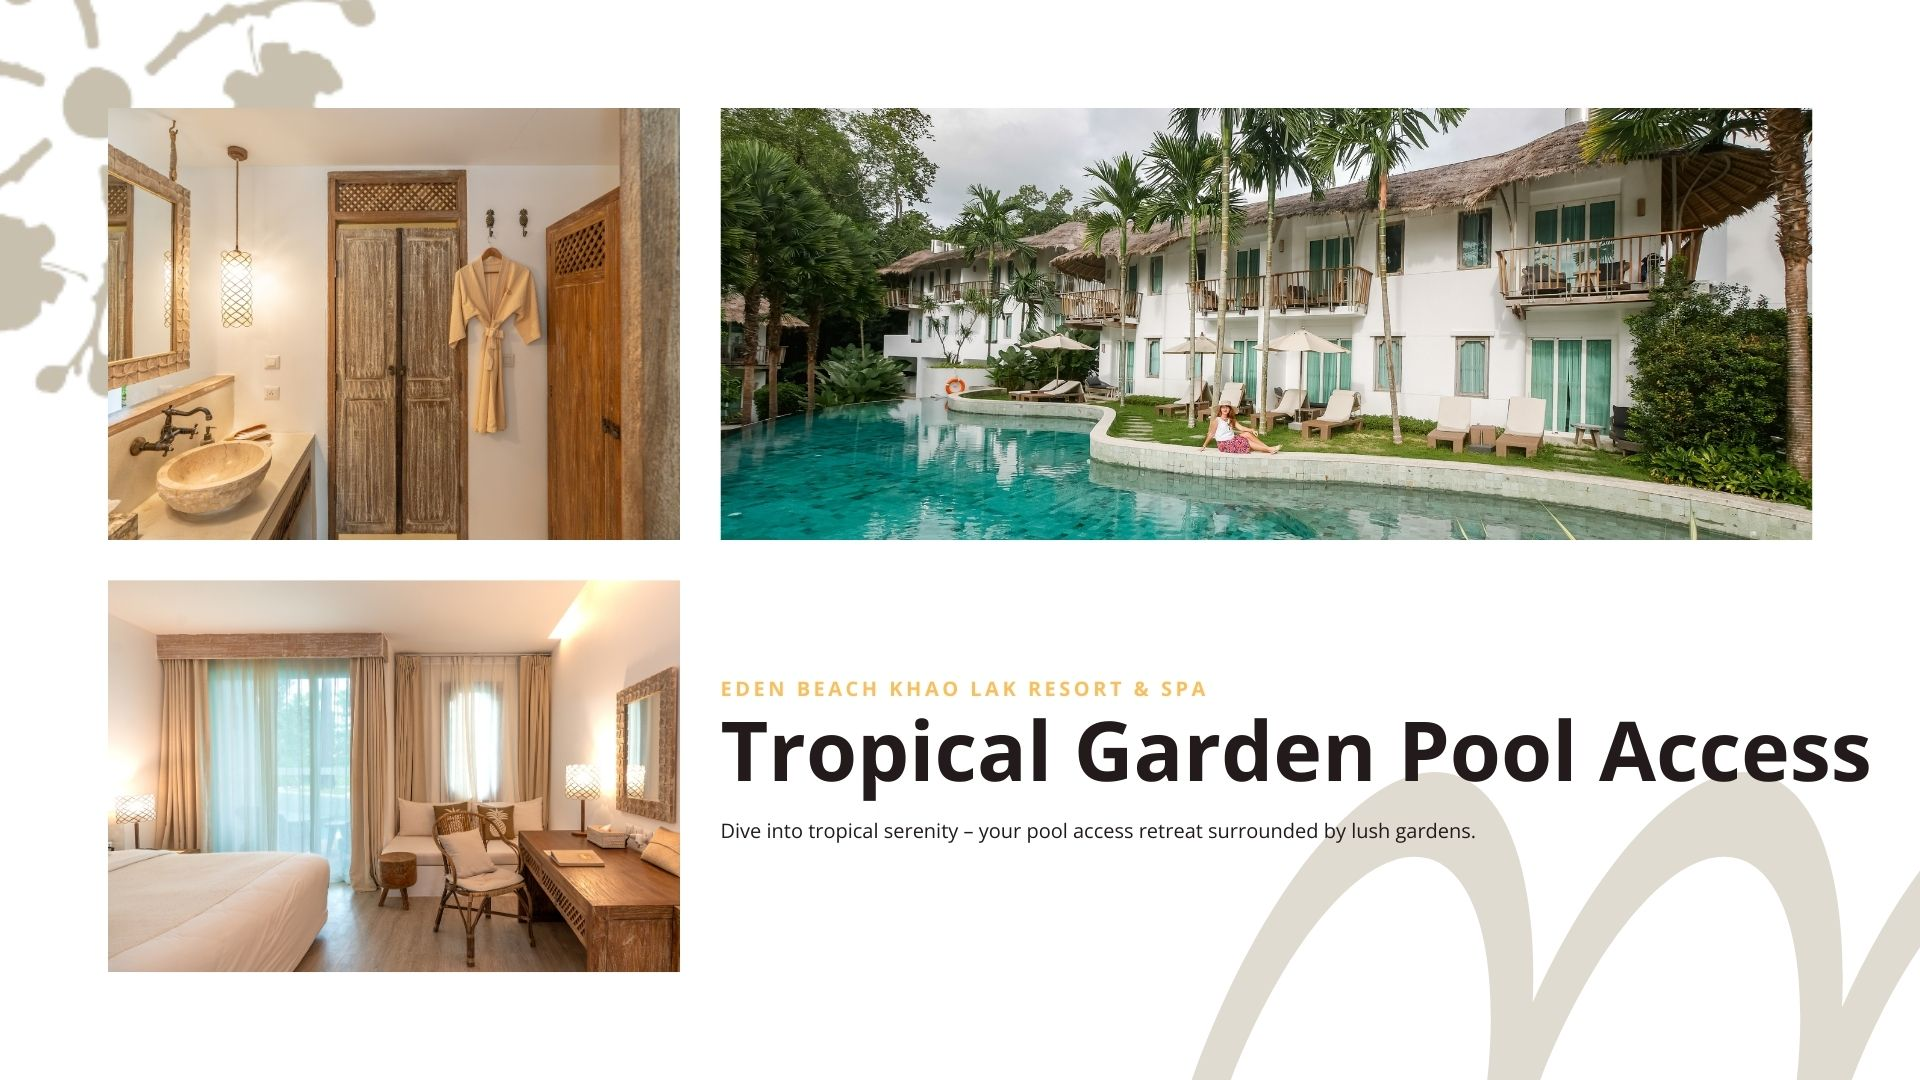 EDEN BEACH KHAO LAK RESORT & SPA
Tropical Garden Pool Access
Dive into tropical serenity – your pool access retreat surrounded by lush gardens.